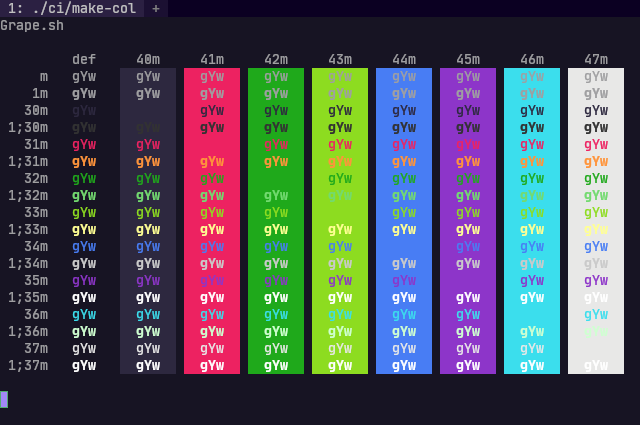 1: ./ci/make-col +
Grape.sh
def 40m 41m 42m 43m 44m 45m 46m 47m
m gYw gYw gYw gYw gYw gYw gYw gYw gYw
1m gYw gYw gYw gYw gYw gYw gYw gYw gYw
30m gYw gYw gYw gYw gYw gYw gYw gYw
1;30m gYw gYw gYw gYw gYw gYw gYw gYw gYw
31m gYw gYw gYw gYw gYw gYw gYw gYw
1;31m gYw gYw gYw gYw gYw gYw gYw gYw gYw
32m gYw gYw gYw gYw gYw gYw gYw gYw
1;32m gYw gYw gYw gYw gYw gYw gYw gYw gYw
33m gYw gYw gYw gYw gYw gYw gYw gYw
1;33m gYw gYw gYw gYw gYw gYw gYw gYw gYw
34m gYw gYw gYw gYw gYw gYw gYw gYw
1;34m gYw gYw gYw gYw gYw gYw gYw gYw gYw
35m gYw gYw gYw gYw gYw gYw gYw gYw
1;35m gYw gYw gYw gYw gYw gYw gYw gYw gYw
36m gYw gYw gYw gYw gYw gYw gYw gYw
1;36m gYw gYw gYw gYw gYw gYw gYw gYw gYw
37m gYw gYw gYw gYw gYw gYw gYw gYw
1;37m gYw gYw gYw gYw gYw gYw gYw gYw gYw